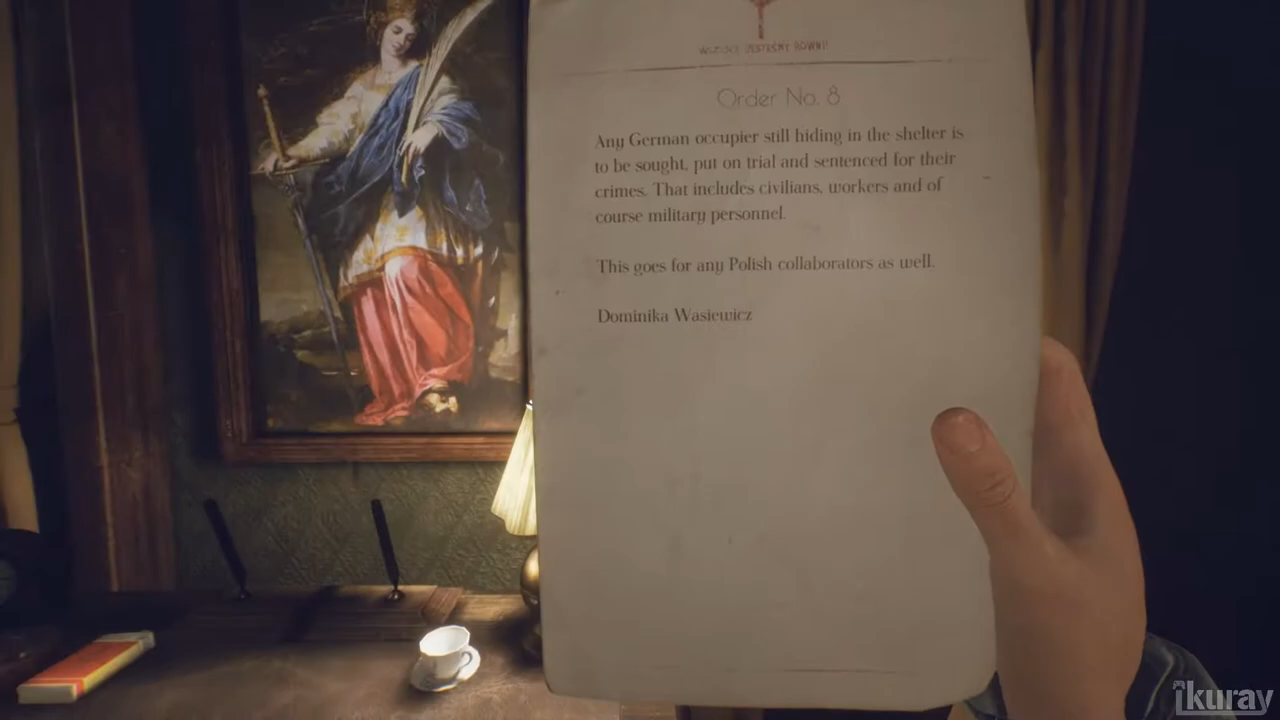 JESTEŚMY RÓWNI!
Order No. 8
Any German occupier still hiding in the shelter is
to be sought, put on trial and sentenced for their
crimes. That includes civilians, workers and of
course military personnel.
This goes for any Polish collaborators as well.
Dominika Wasiewicz
ikuray